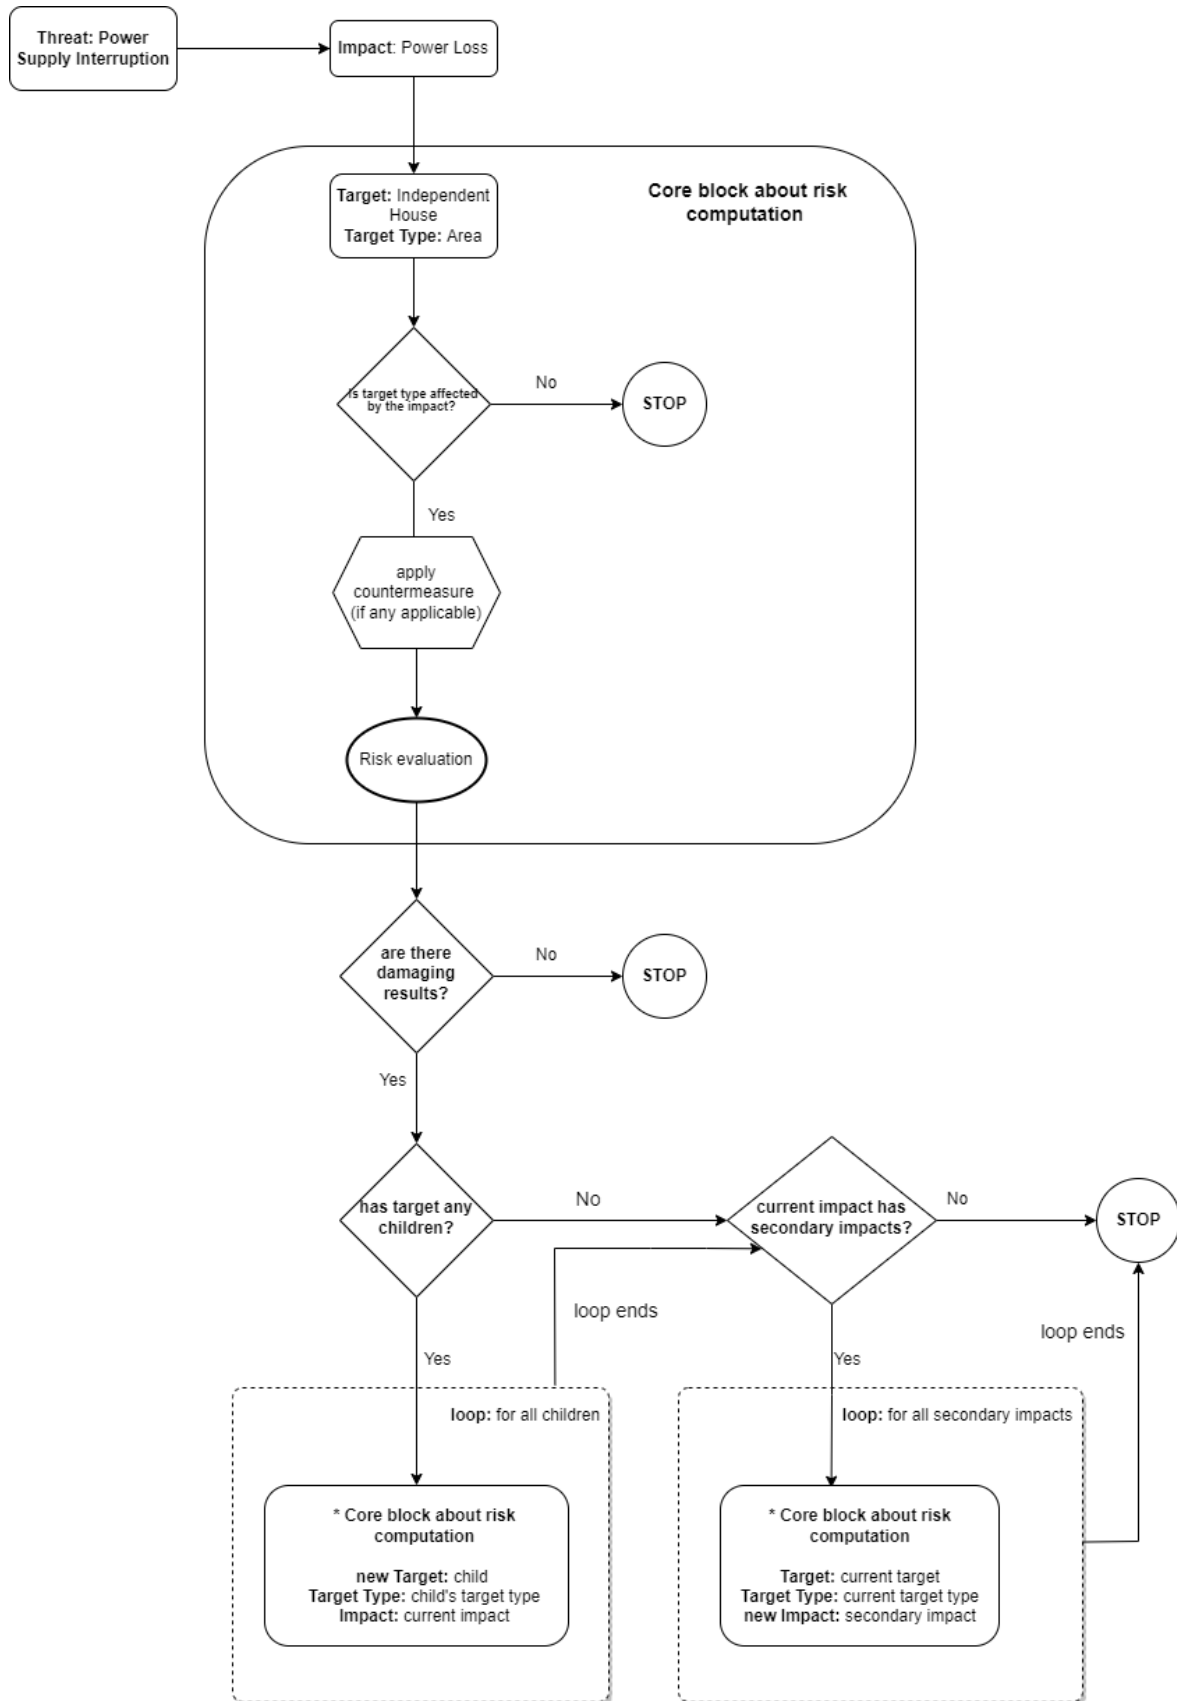 Threat: Power
Supply Interruption
Impact: Power Loss
Core block about risk
computation
Target: Independent
House
Target Type: Area
Is target type affected
by the impact?
No
STOP
Yes
apply
countermeasure
(if any applicable)
Risk evaluation
are there
damaging
results?
No
STOP
Yes
has target any
children?
No
current impact has
secondary impacts?
No
STOP
loop ends
loop ends
Yes
Yes
loop: for all children
loop: for all secondary impacts
* Core block about risk
computation
new Target: child
Target Type: child's target type
Impact: current impact
* Core block about risk
computation
Target: current target
Target Type: current target type
new Impact: secondary impact